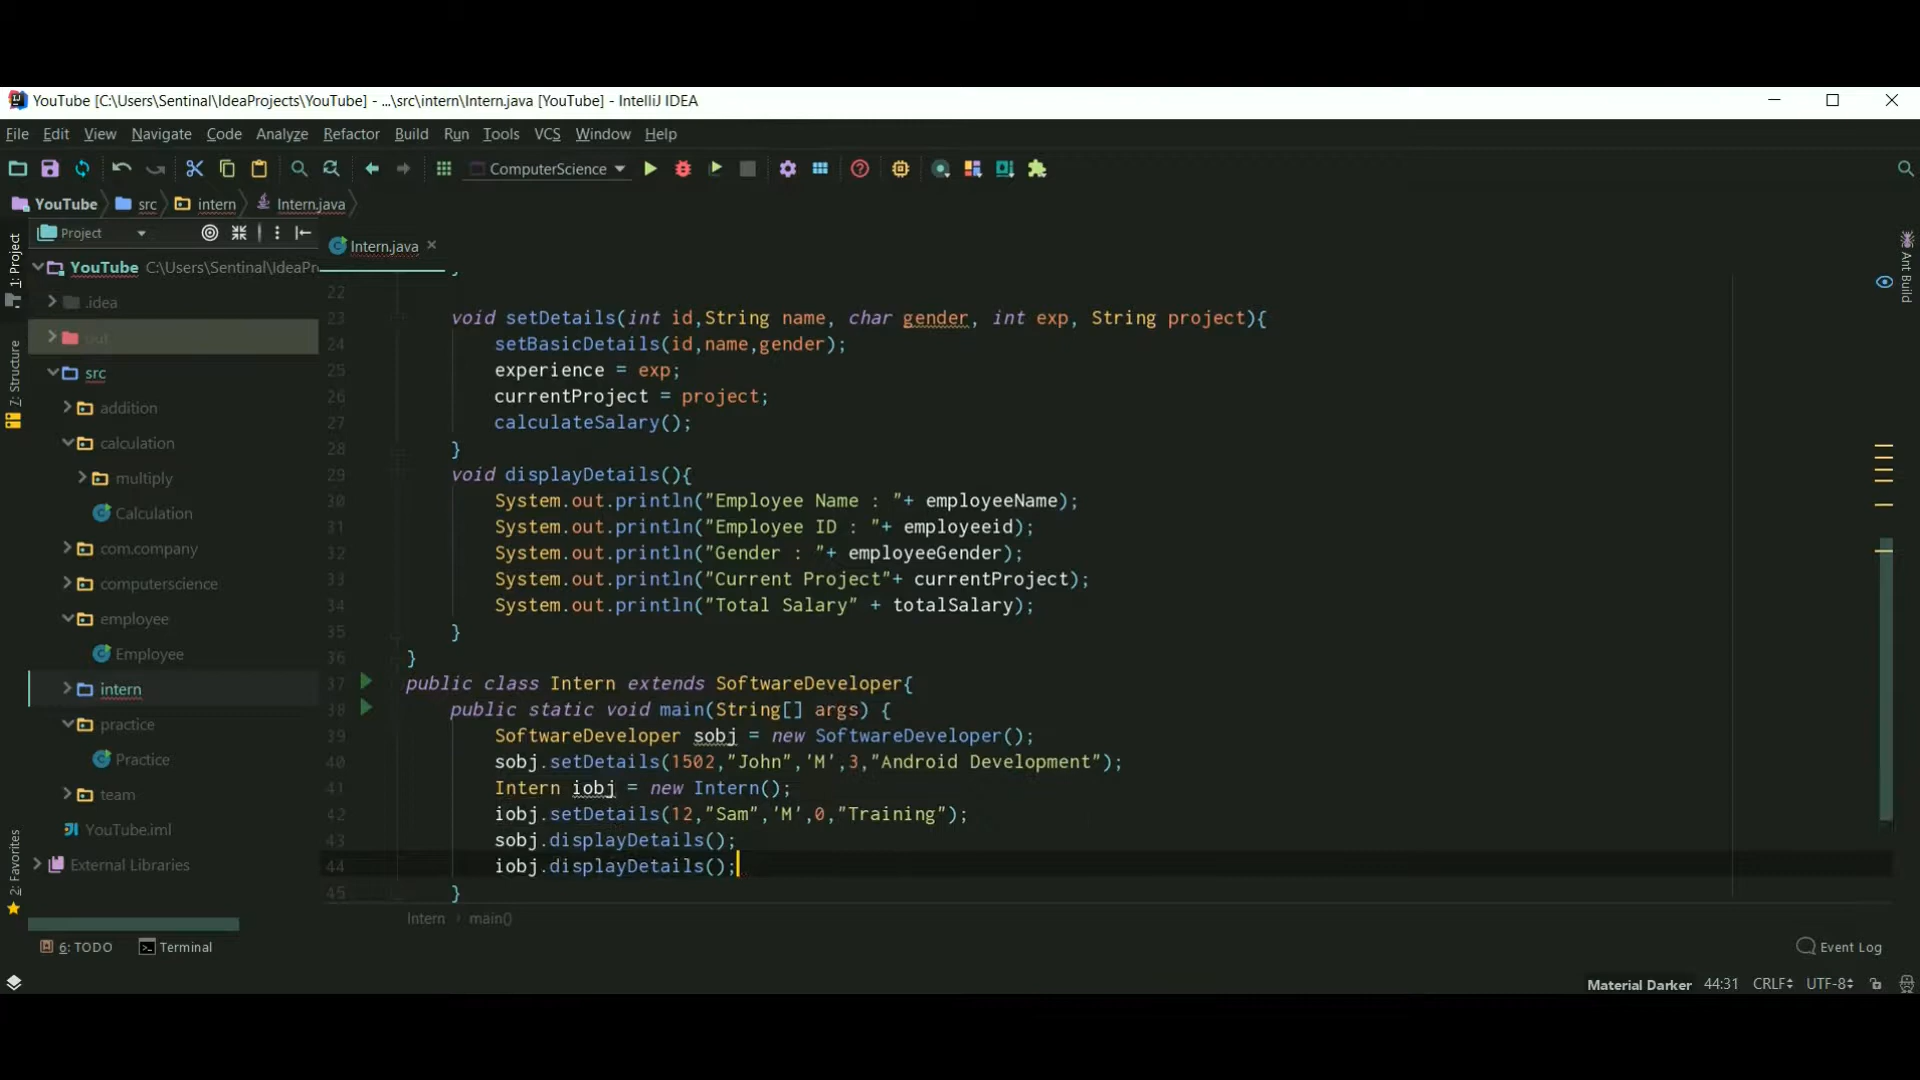 YouTube [C:\Users\Sentinal\IdeaProjects\YouTube] - ...\src\intern\Intern.java [YouTube] - IntelliJ IDEA
File Edit View Navigate Code Analyze Refactor Build Run Tools VCS Window Help
ComputerScience
YouTube src intern Intern.java
Project
Intern.java
1: Project
Z: Structure
2: Favorites
Ant Build
YouTube C:\Users\Sentinal\IdeaPr
.idea
out
src
addition
calculation
multiply
Calculation
com.company
computerscience
employee
Employee
intern
practice
Practice
team
YouTube.iml
External Libraries
}
22
23 void setDetails(int id,String name, char gender, int exp, String project){
24 setBasicDetails(id,name,gender);
25 experience = exp;
26 currentProject = project;
27 calculateSalary();
28 }
29 void displayDetails(){
30 System.out.println("Employee Name : "+ employeeName);
31 System.out.println("Employee ID : "+ employeeid);
32 System.out.println("Gender : "+ employeeGender);
33 System.out.println("Current Project"+ currentProject);
34 System.out.println("Total Salary" + totalSalary);
35 }
36 }
37 public class Intern extends SoftwareDeveloper{
38 public static void main(String[] args) {
39 SoftwareDeveloper sobj = new SoftwareDeveloper();
40 sobj.setDetails(1502,"John",'M',3,"Android Development");
41 Intern iobj = new Intern();
42 iobj.setDetails(12,"Sam",'M',0,"Training");
43 sobj.displayDetails();
44 iobj.displayDetails();
45 }
Intern › main()
6: TODO Terminal Event Log
Material Darker 44:31 CRLF UTF-8